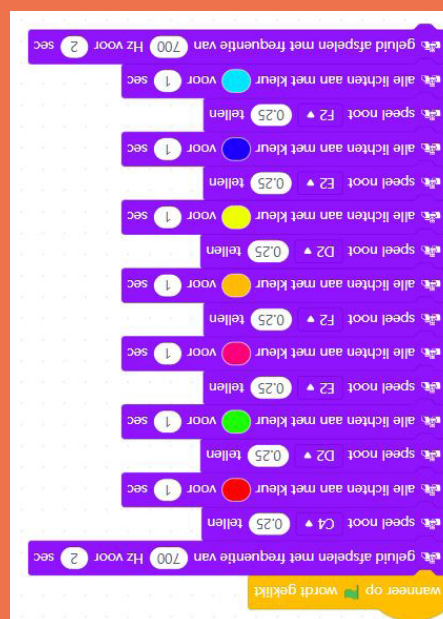 wanneer op wordt geklikt
geluid afspelen met frequentie van 700 Hz voor 2 sec
speel noot C4 0.25 tellen
alle lichten aan met kleur voor 1 sec
speel noot D2 0.25 tellen
alle lichten aan met kleur voor 1 sec
speel noot E2 0.25 tellen
alle lichten aan met kleur voor 1 sec
speel noot F2 0.25 tellen
alle lichten aan met kleur voor 1 sec
speel noot D2 0.25 tellen
alle lichten aan met kleur voor 1 sec
speel noot E2 0.25 tellen
alle lichten aan met kleur voor 1 sec
speel noot F2 0.25 tellen
alle lichten aan met kleur voor 1 sec
geluid afspelen met frequentie van 700 Hz voor 2 sec